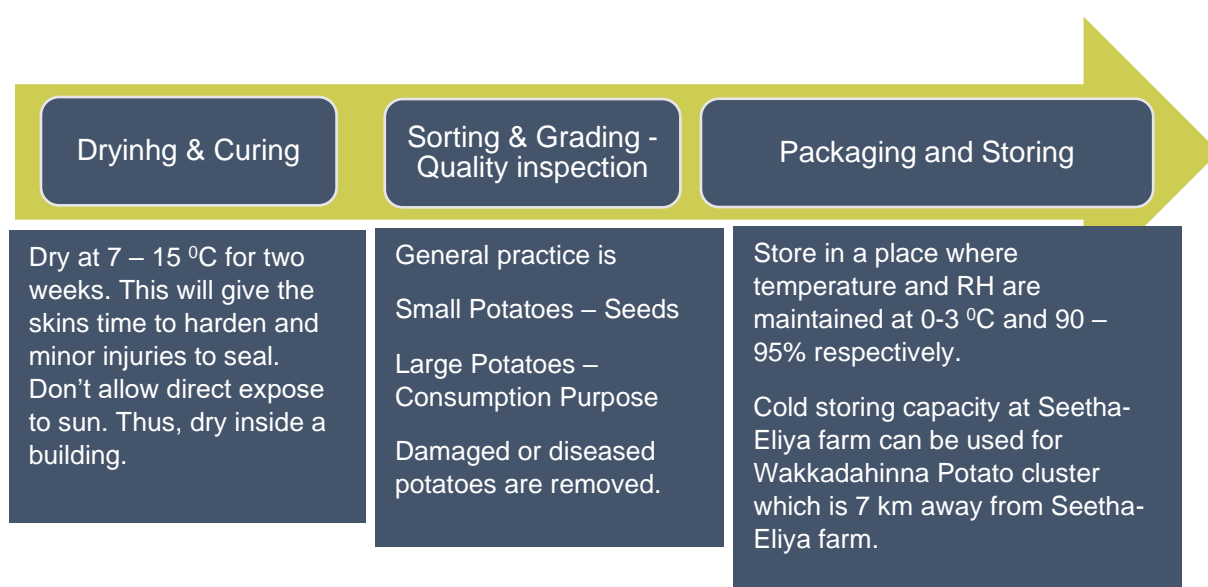 Dryinhg & Curing
Sorting & Grading -
Quality inspection
Packaging and Storing
Dry at 7 – 15 ⁰C for two
weeks. This will give the
skins time to harden and
minor injuries to seal.
Don’t allow direct expose
to sun. Thus, dry inside a
building.
General practice is
Small Potatoes – Seeds
Large Potatoes –
Consumption Purpose
Damaged or diseased
potatoes are removed.
Store in a place where
temperature and RH are
maintained at 0-3 ⁰C and 90 –
95% respectively.
Cold storing capacity at Seetha-
Eliya farm can be used for
Wakkadahinna Potato cluster
which is 7 km away from Seetha-
Eliya farm.